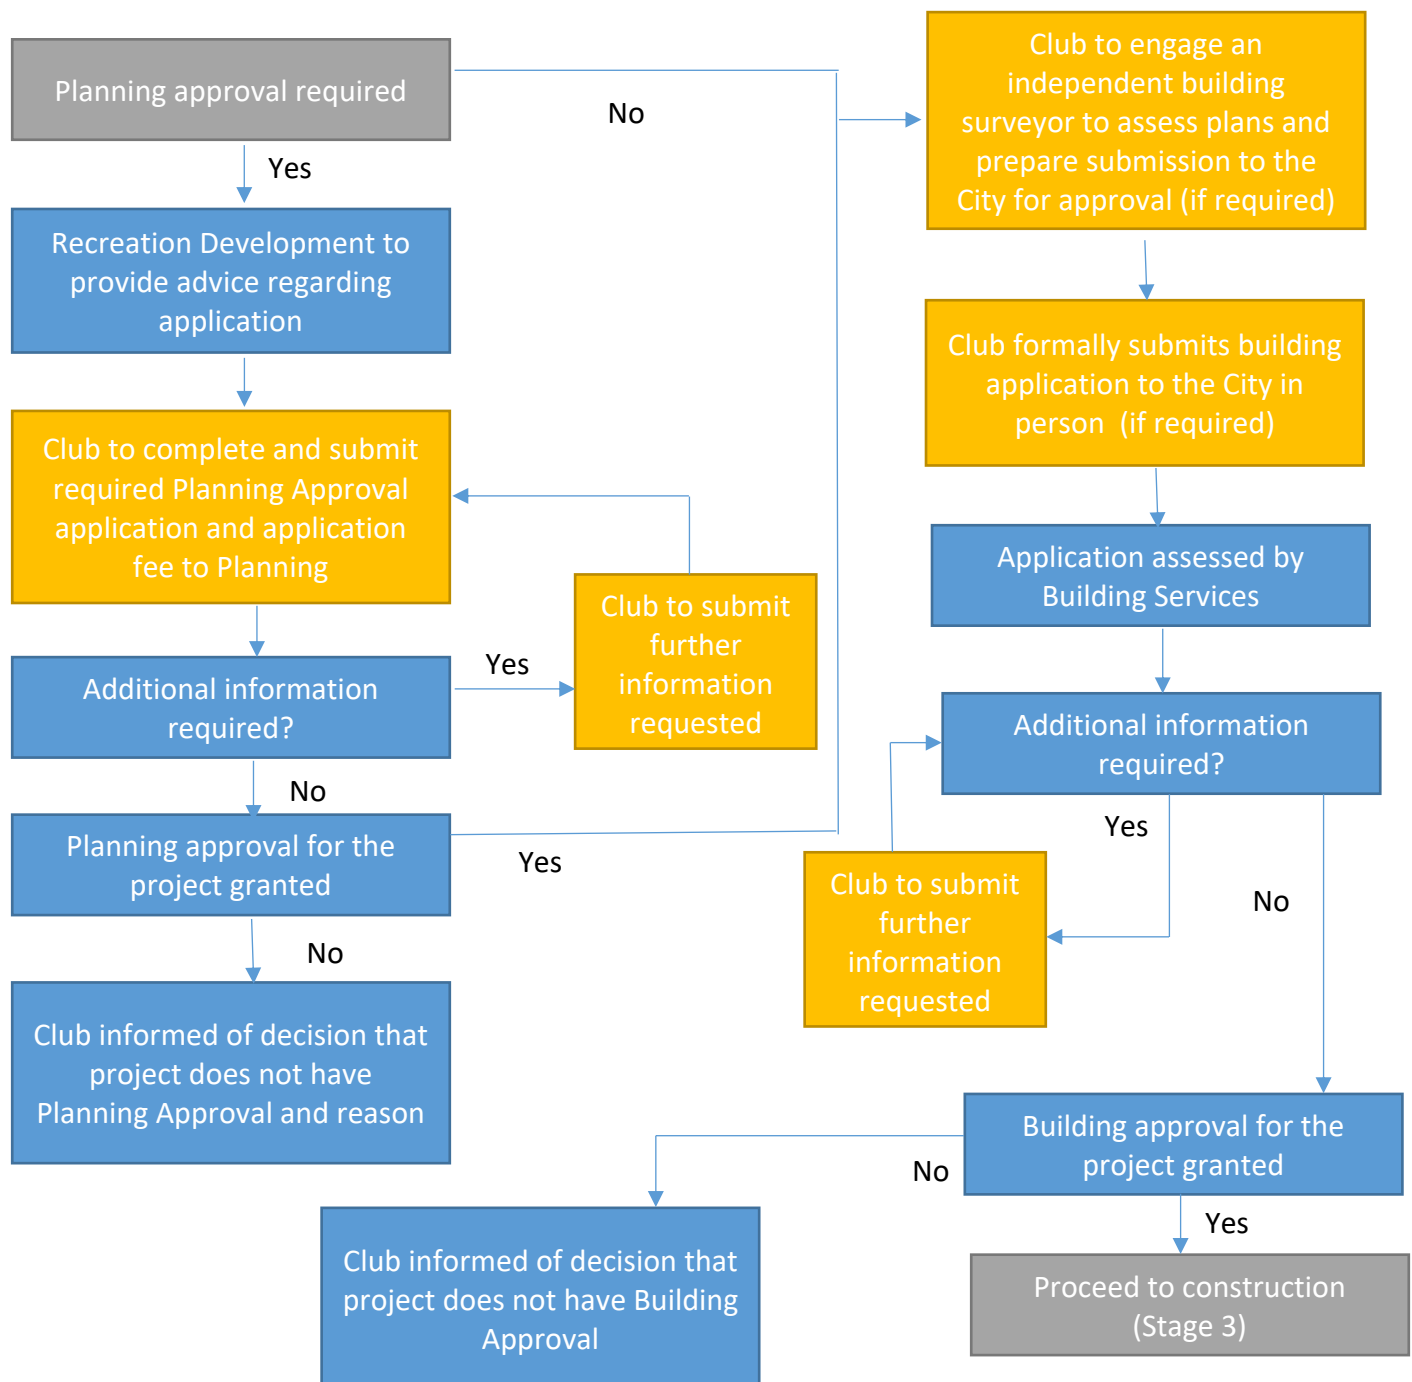 Planning approval required
No
Yes
Recreation Development to
provide advice regarding
application
Club to complete and submit
required Planning Approval
application and application
fee to Planning
Club to submit
further
information
requested
Yes
Additional information
required?
No
Planning approval for the
project granted
Yes
No
Club informed of decision that
project does not have
Planning Approval and reason
Club to engage an
independent building
surveyor to assess plans and
prepare submission to the
City for approval (if required)
Club formally submits building
application to the City in
person  (if required)
Application assessed by
Building Services
Additional information
required?
Yes
Club to submit
further
information
requested
No
Building approval for the
project granted
No
Club informed of decision that
project does not have Building
Approval
Yes
Proceed to construction
(Stage 3)